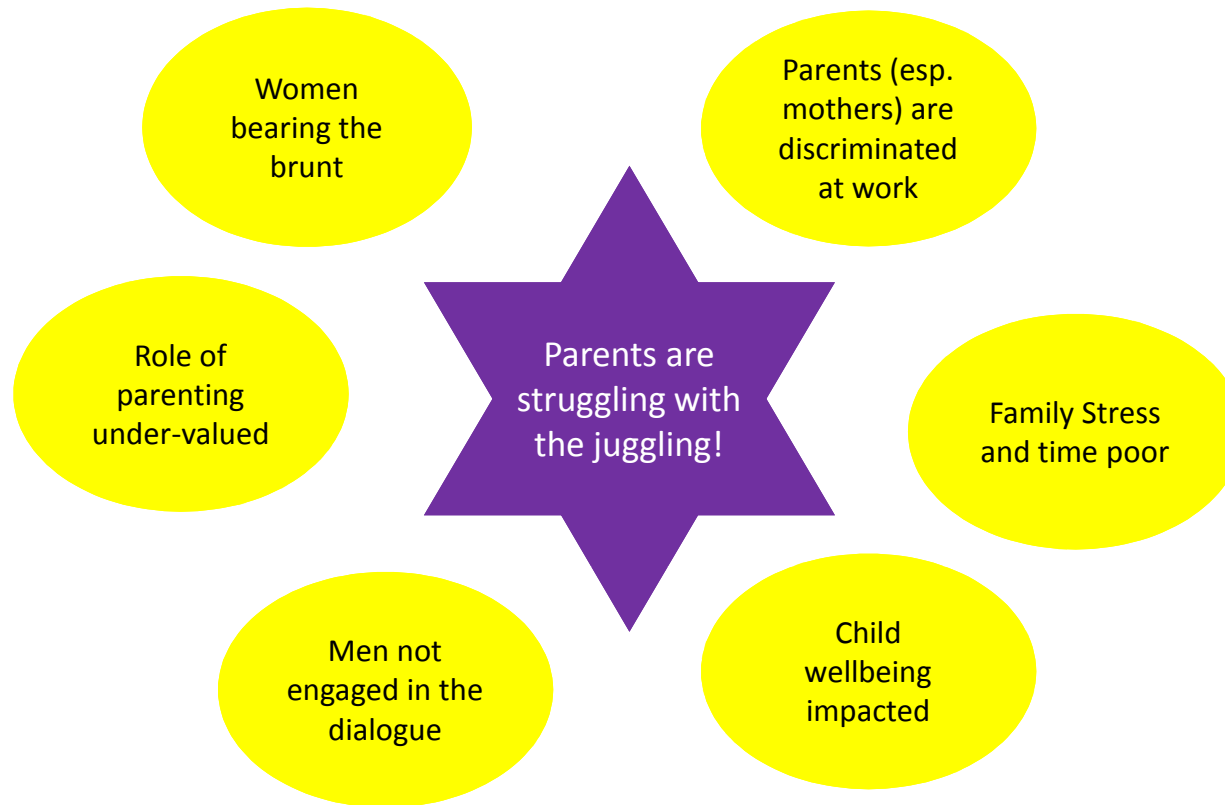 Women
bearing the
brunt
Parents (esp.
mothers) are
discriminated
at work
Role of
parenting
under-valued
Parents are
struggling with
the juggling!
Family Stress
and time poor
Men not
engaged in the
dialogue
Child
wellbeing
impacted